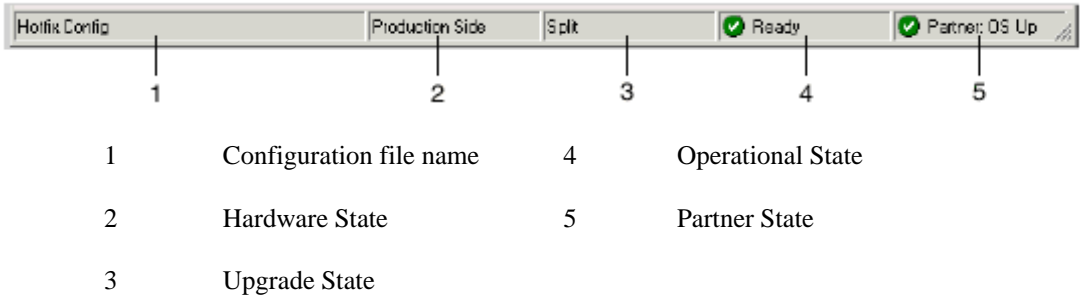 Hotfix Config Production Side Split Ready Partner: OS Up
1 2 3 4 5
1 Configuration file name 4 Operational State
2 Hardware State 5 Partner State
3 Upgrade State